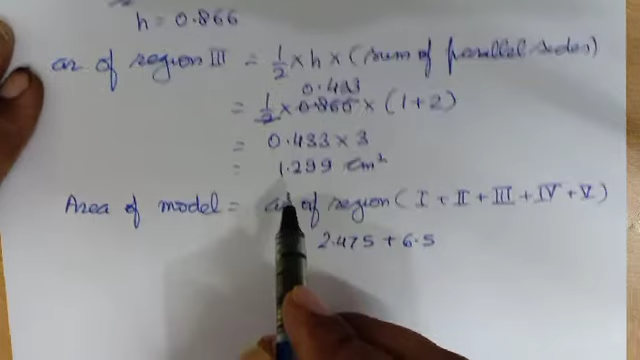 h = 0.866
ar of region III = 1/2 × h × (sum of parallel sides)
0.433
= 1/2 × 0.866 × (1+2)
= 0.433 × 3
= 1.299 cm²
Area of model = ar of region ( I + II + III + IV + V )
2.475 + 6.5